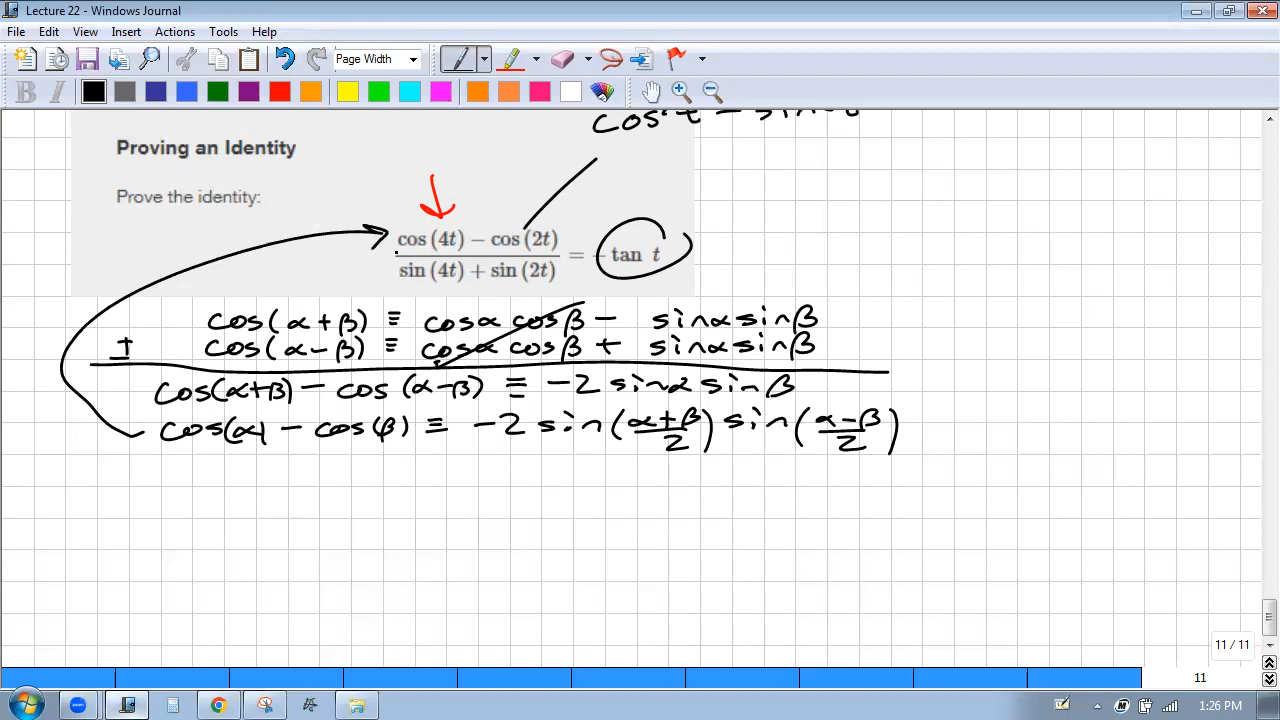 Lecture 22 - Windows Journal
File Edit View Insert Actions Tools Help
Page Width
B I
Proving an Identity
Prove the identity:
cos (4t) − cos (2t)
sin (4t) + sin (2t)
= − tan t
cos(α+β) ≡ cosα cosβ − sinα sinβ
± cos(α−β) ≡ cosα cosβ + sinα sinβ
cos(α+β) − cos(α−β) ≡ −2 sinα sinβ
cos(α) − cos(β) ≡ −2 sin(α+β/2) sin(α−β/2)
11 / 11
11
1:26 PM